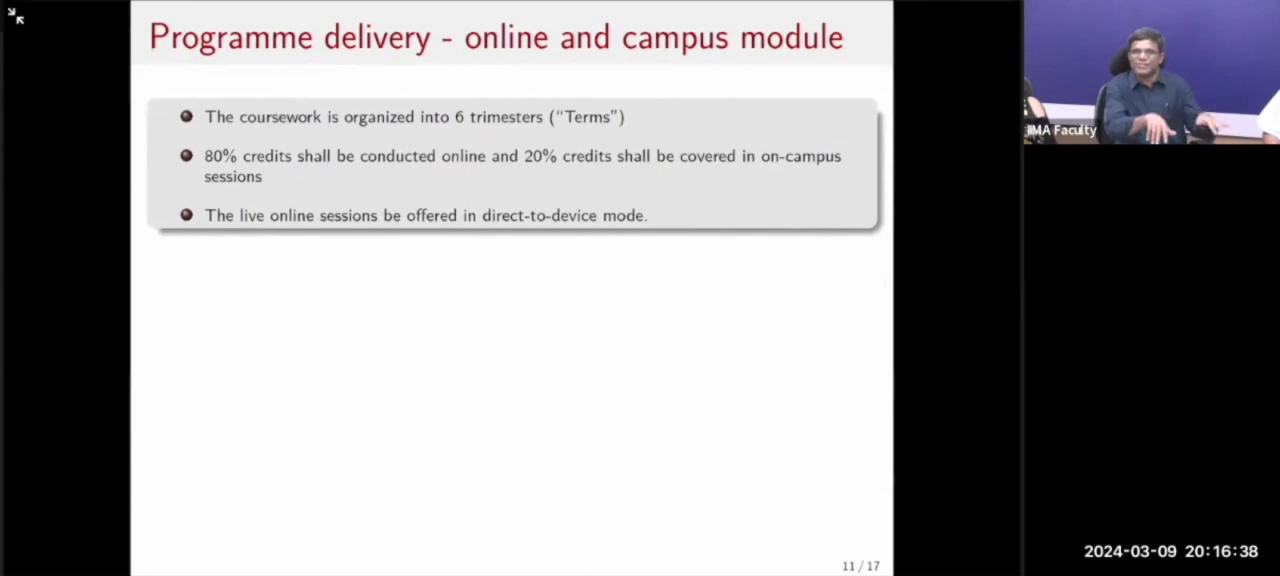 Programme delivery - online and campus module
The coursework is organized into 6 trimesters (“Terms”)
80% credits shall be conducted online and 20% credits shall be covered in on-campus
sessions
The live online sessions be offered in direct-to-device mode.
11 / 17
IIMA Faculty
2024-03-09 20:16:38